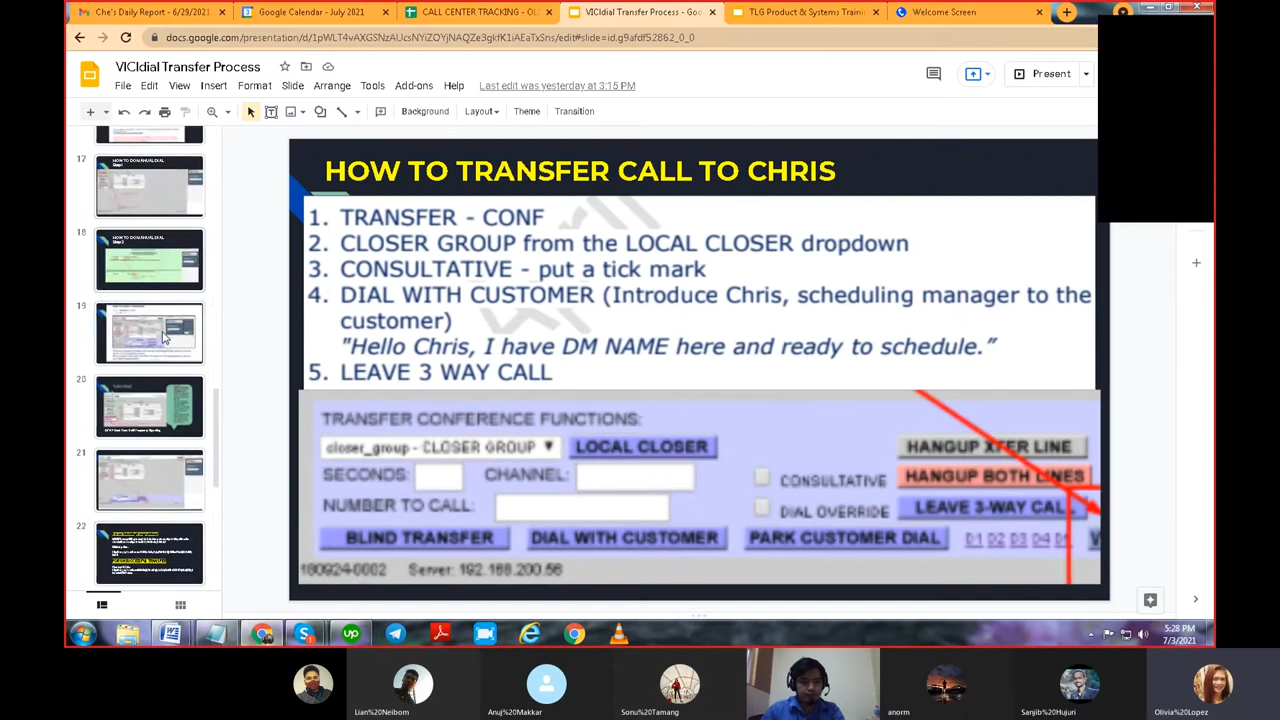 Che's Daily Report - 6/29/2021
Google Calendar - July 2021
CALL CENTER TRACKING - OL
VICIdial Transfer Process - Goo
TLG Product & Systems Traini
Welcome Screen
docs.google.com/presentation/d/1pWLT4vAXGSNzAUcsNYiZOYjNAQZe3gkfK1iAEaTxSns/edit#slide=id.g9afdf52862_0_0
VICIdial Transfer Process
File Edit View Insert Format Slide Arrange Tools Add-ons Help Last edit was yesterday at 3:15 PM
Present
Background Layout Theme Transition
17
18
19
20
21
22
HOW TO TRANSFER CALL TO CHRIS
1. TRANSFER - CONF
2. CLOSER GROUP from the LOCAL CLOSER dropdown
3. CONSULTATIVE - put a tick mark
4. DIAL WITH CUSTOMER (Introduce Chris, scheduling manager to the
customer)
"Hello Chris, I have DM NAME here and ready to schedule.”
5. LEAVE 3 WAY CALL
TRANSFER CONFERENCE FUNCTIONS:
closer_group - CLOSER GROUP LOCAL CLOSER HANGUP XFER LINE
SECONDS: CHANNEL: CONSULTATIVE HANGUP BOTH LINES
NUMBER TO CALL: DIAL OVERRIDE LEAVE 3-WAY CALL
BLIND TRANSFER DIAL WITH CUSTOMER PARK CUSTOMER DIAL D1 D2 D3 D4 D5
180924-0002 Server: 192.168.200.56
5:28 PM
7/3/2021
Lian%20Neibom
Anuj%20Makkar
Sonu%20Tamang
anorm
Sanjib%20Hujuri
Olivia%20Lopez